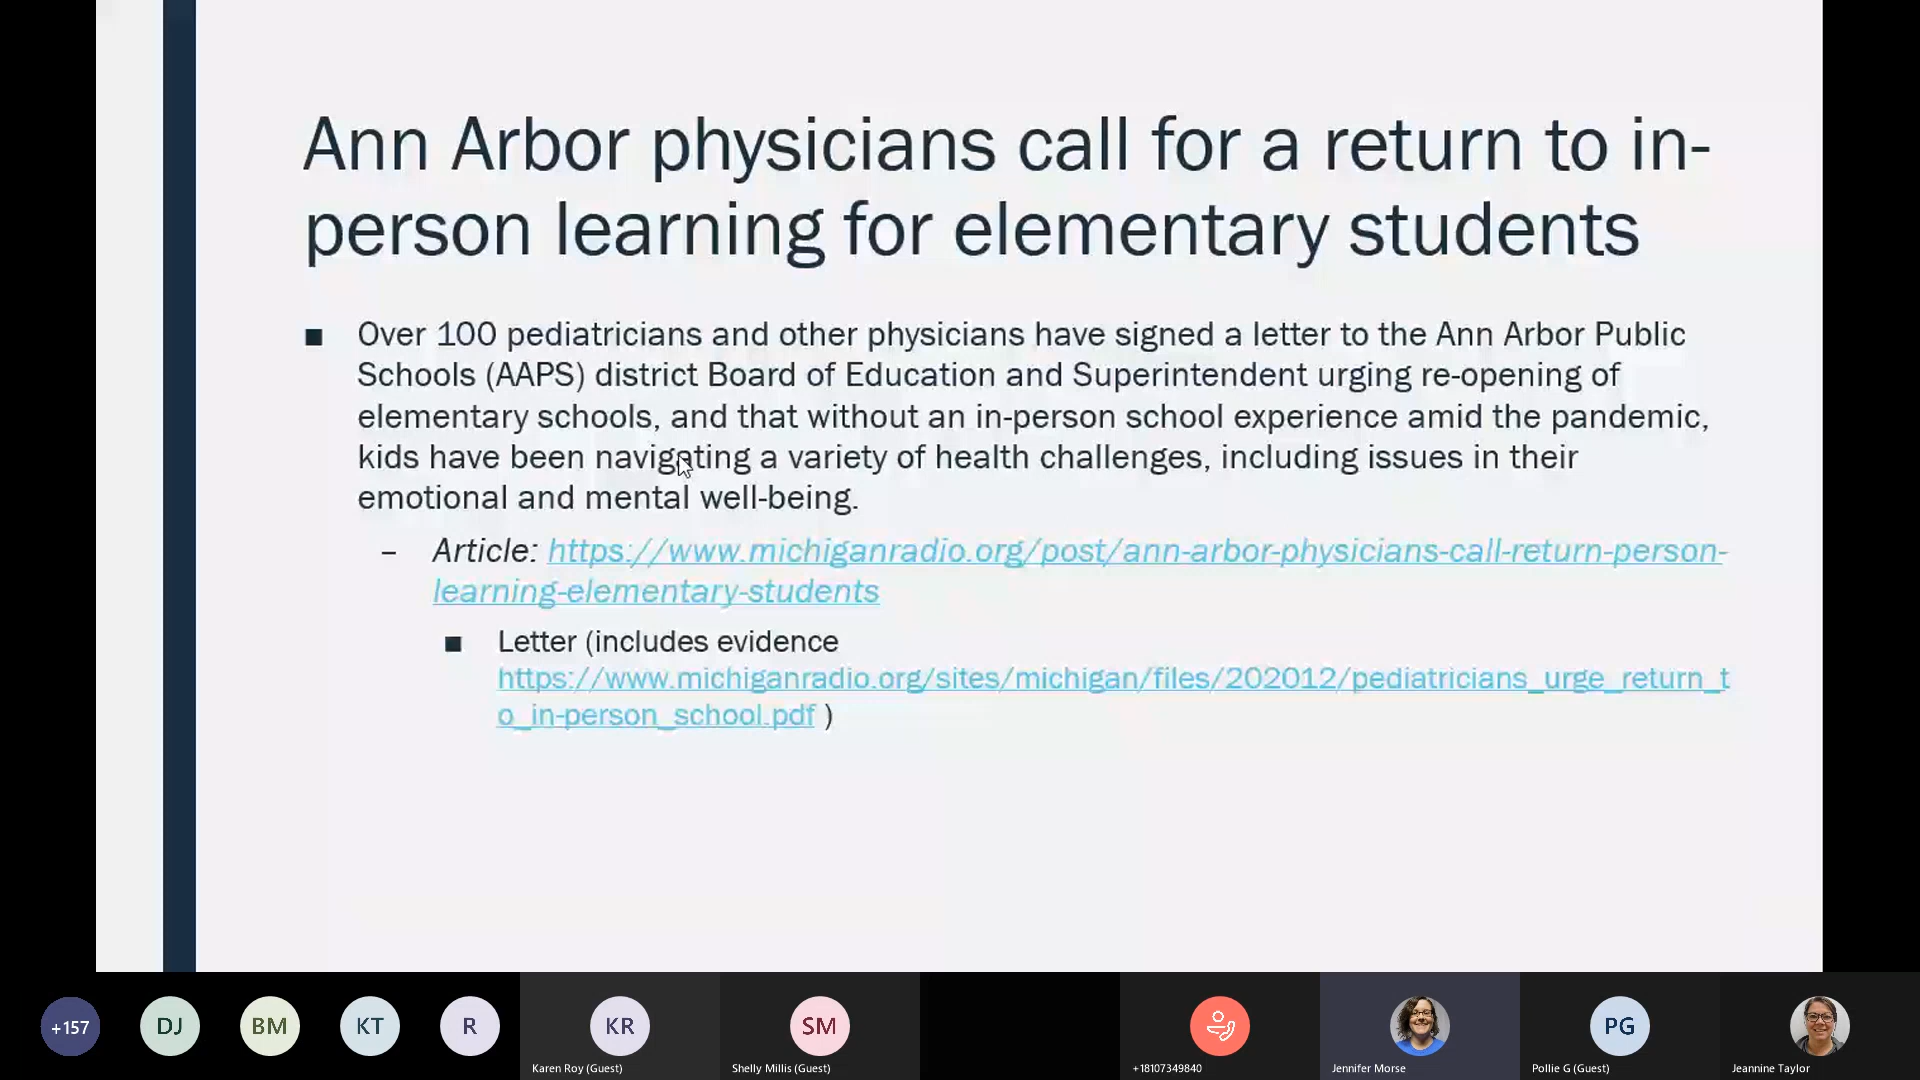 Ann Arbor physicians call for a return to in-
person learning for elementary students
■ Over 100 pediatricians and other physicians have signed a letter to the Ann Arbor Public
Schools (AAPS) district Board of Education and Superintendent urging re-opening of
elementary schools, and that without an in-person school experience amid the pandemic,
kids have been navigating a variety of health challenges, including issues in their
emotional and mental well-being.
– Article: https://www.michiganradio.org/post/ann-arbor-physicians-call-return-person-
learning-elementary-students
■ Letter (includes evidence
https://www.michiganradio.org/sites/michigan/files/202012/pediatricians_urge_return_t
o_in-person_school.pdf )
+157 DJ BM KT R KR SM PG
Karen Roy (Guest) Shelly Millis (Guest) +18107349840 Jennifer Morse Pollie G (Guest) Jeannine Taylor